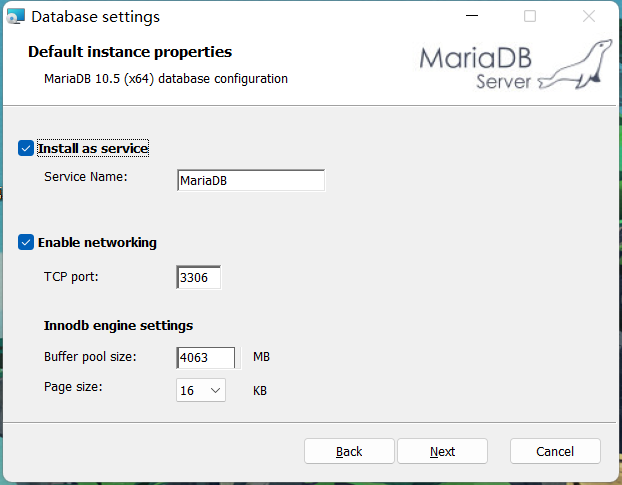 Database settings
Default instance properties
MariaDB 10.5 (x64) database configuration
MariaDB
Server
Install as service
Service Name: MariaDB
Enable networking
TCP port: 3306
Innodb engine settings
Buffer pool size: 4063 MB
Page size: 16 KB
Back Next Cancel